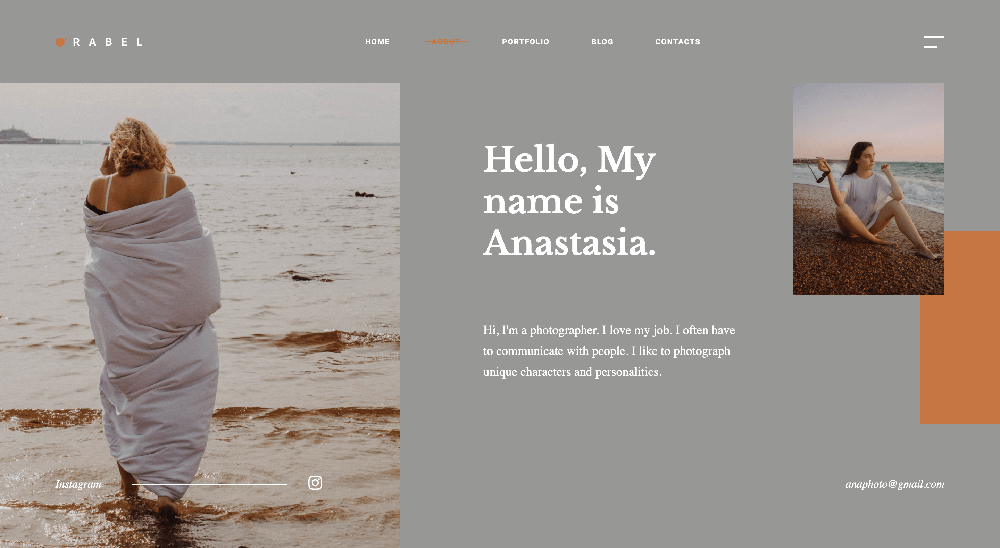 RABEL
HOME ABOUT PORTFOLIO BLOG CONTACTS
Hello, My
name is
Anastasia.
Hi, I'm a photographer. I love my job. I often have
to communicate with people. I like to photograph
unique characters and personalities.
Instagram
anaphoto@gmail.com